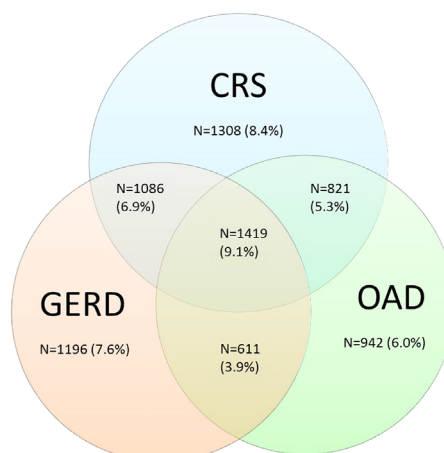 CRS
N=1308 (8.4%)
N=1086
(6.9%)
N=821
(5.3%)
N=1419
(9.1%)
GERD
OAD
N=1196 (7.6%)
N=611
(3.9%)
N=942 (6.0%)